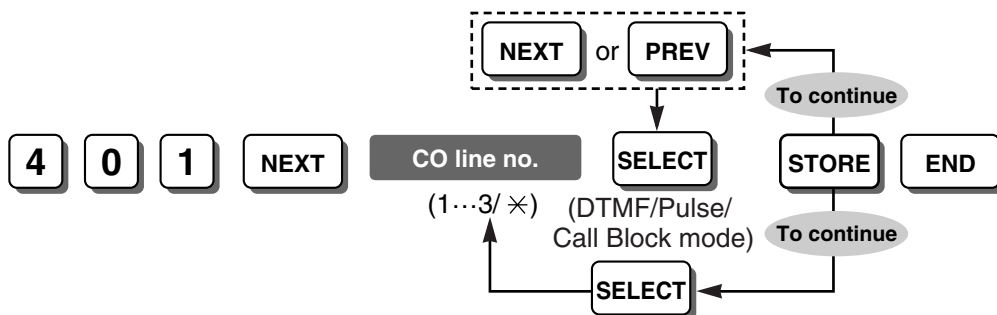 NEXT or PREV
To continue
4 0 1 NEXT CO line no. SELECT STORE END
(1···3/ ✳) (DTMF/Pulse/
Call Block mode)
To continue
SELECT